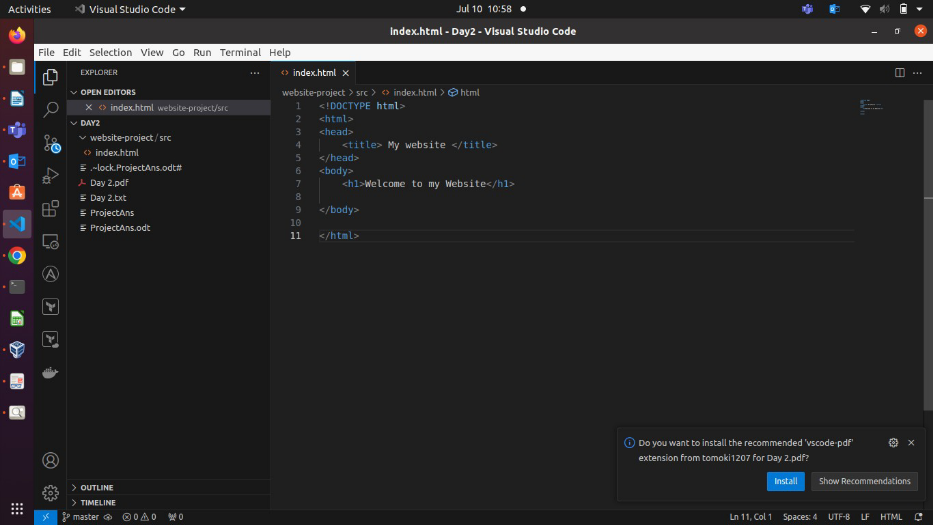 Activities Visual Studio Code Jul 10 10:58
index.html - Day2 - Visual Studio Code
File Edit Selection View Go Run Terminal Help
EXPLORER
OPEN EDITORS
index.html website-project/src
DAY2
website-project/src
index.html
.~lock.ProjectAns.odt#
Day 2.pdf
Day 2.txt
ProjectAns
ProjectAns.odt
OUTLINE
TIMELINE
index.html
website-project > src > index.html > html
1 <!DOCTYPE html>
2 <html>
3 <head>
4 <title> My website </title>
5 </head>
6 <body>
7 <h1>Welcome to my Website</h1>
8
9 </body>
10
11 </html>
Do you want to install the recommended 'vscode-pdf'
extension from tomoki1207 for Day 2.pdf?
Install Show Recommendations
master 0 0 0 Ln 11, Col 1 Spaces: 4 UTF-8 LF HTML